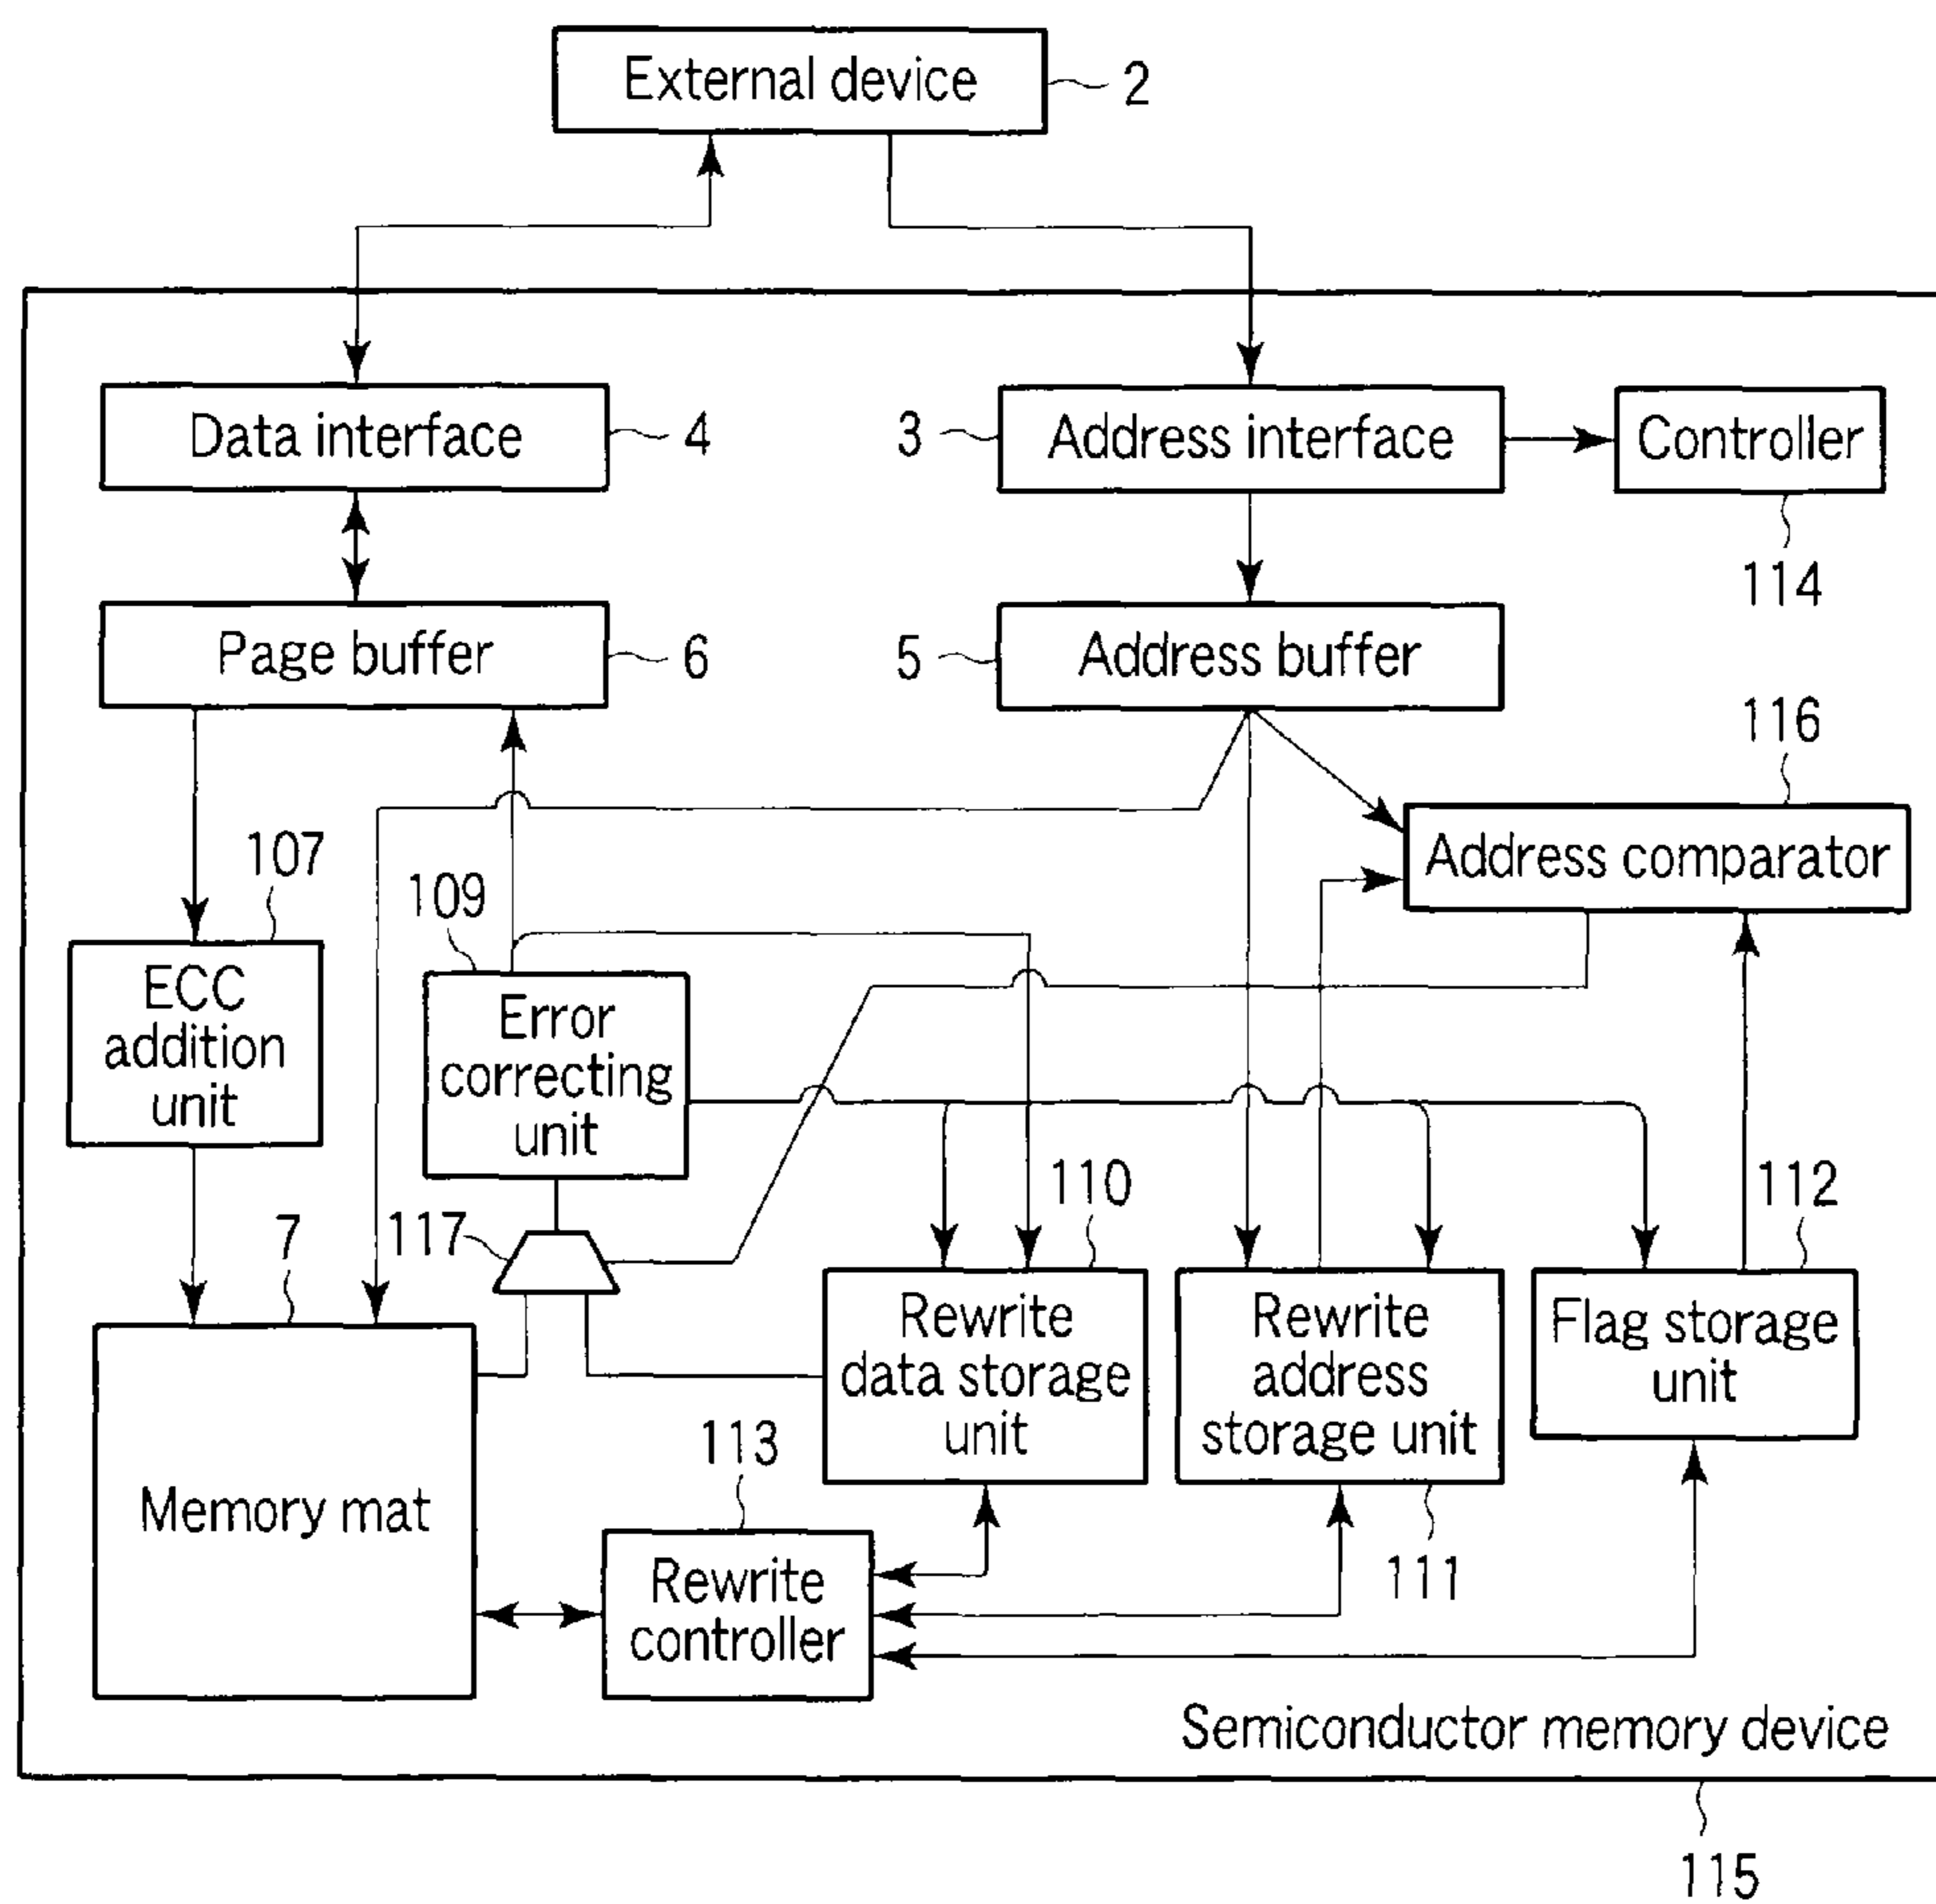 External device
2
Data interface
4
3
Address interface
Controller
114
Page buffer
6
5
Address buffer
116
Address comparator
107
109
ECC
addition
unit
Error
correcting
unit
110
112
7
117
Rewrite
data storage
unit
Rewrite
address
storage unit
Flag storage
unit
113
Memory mat
111
Rewrite
controller
Semiconductor memory device
115